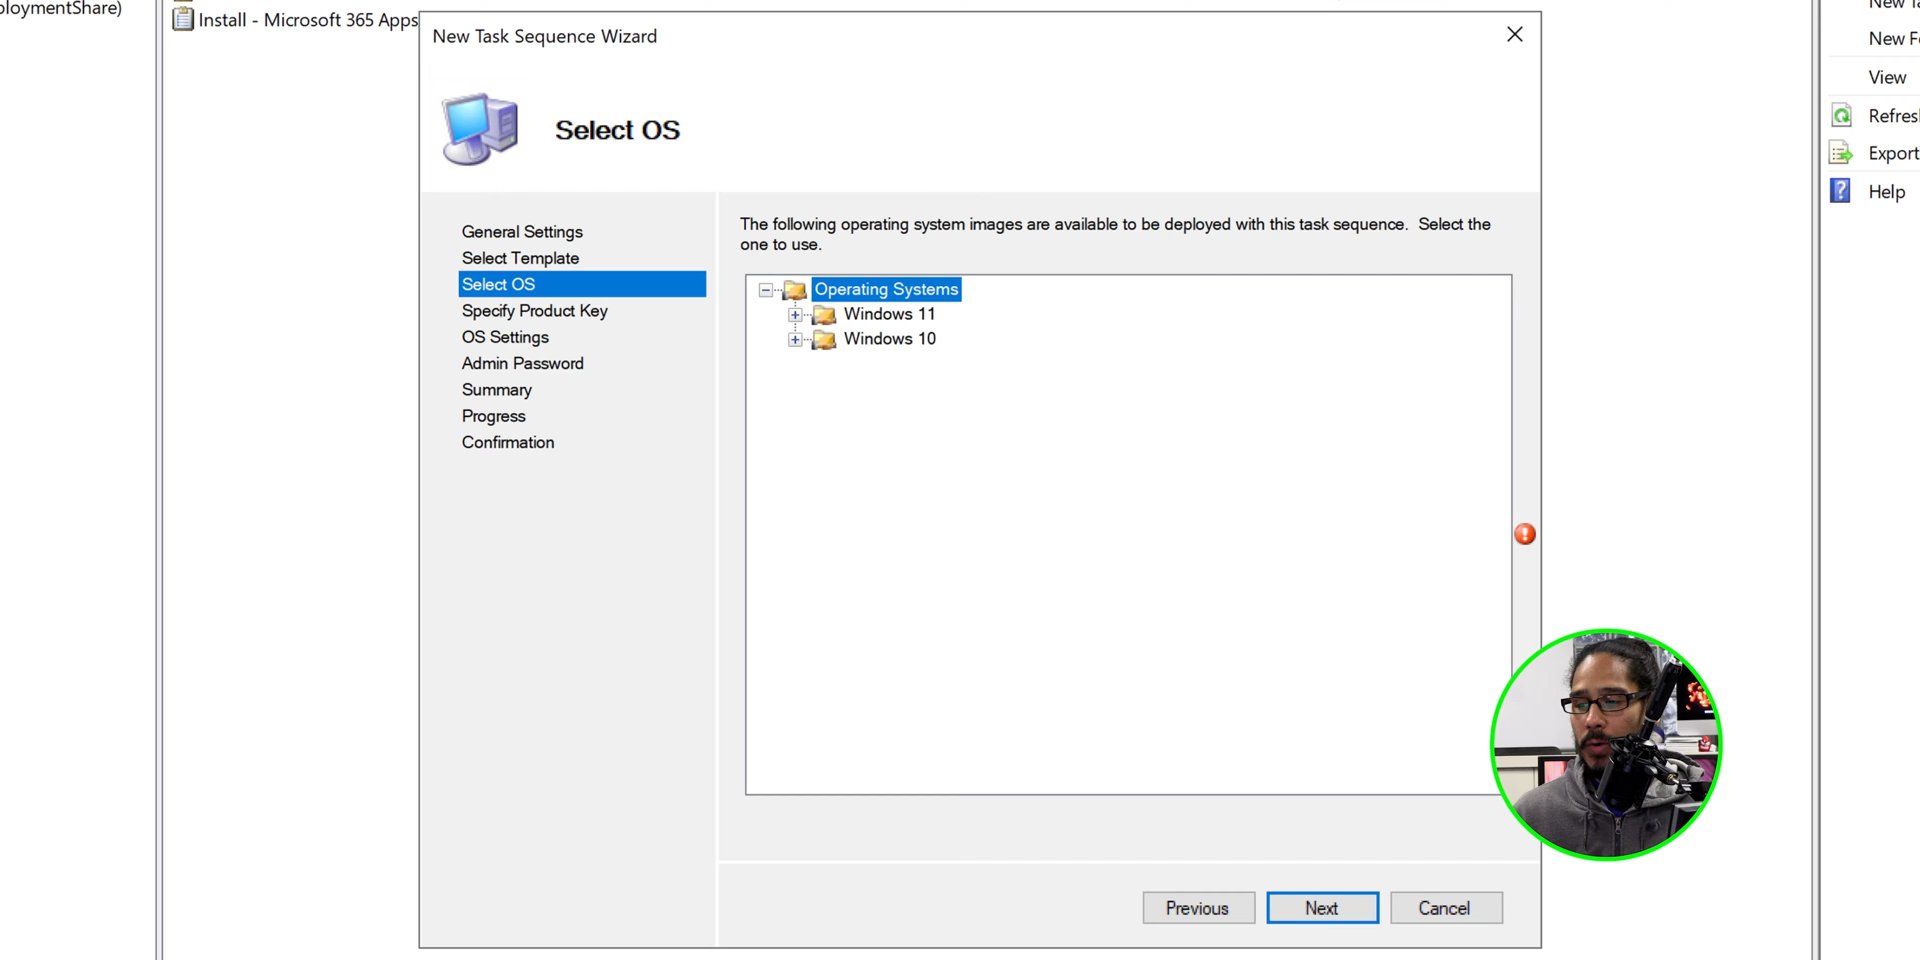 loymentShare)
Install - Microsoft 365 Apps
New Task Sequence Wizard
Select OS
General Settings
Select Template
Select OS
Specify Product Key
OS Settings
Admin Password
Summary
Progress
Confirmation
The following operating system images are available to be deployed with this task sequence. Select the
one to use.
Operating Systems
Windows 11
Windows 10
Previous
Next
Cancel
New Ta
New Fo
View
Refres
Export
Help